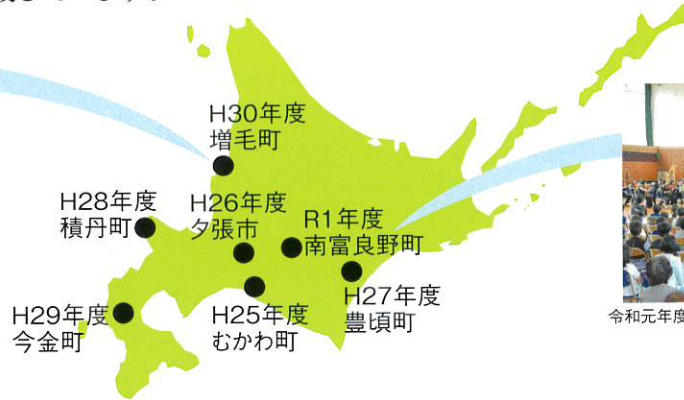 H30年度
増毛町
H28年度
積丹町
H26年度
夕張市
R1年度
南富良野町
H29年度
今金町
H25年度
むかわ町
H27年度
豊頃町
令和元年度